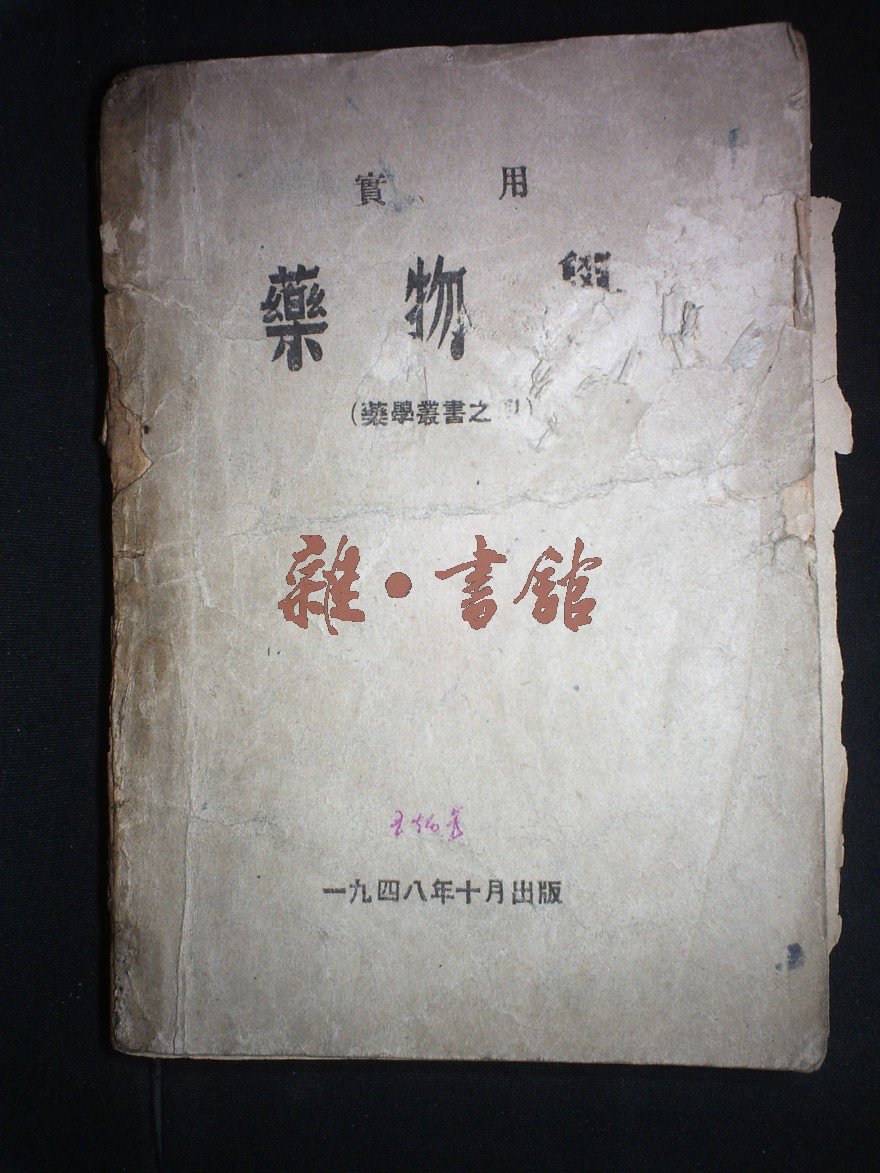 實用
藥物
(藥學叢書之
雜·書館
一九四八年十月出版